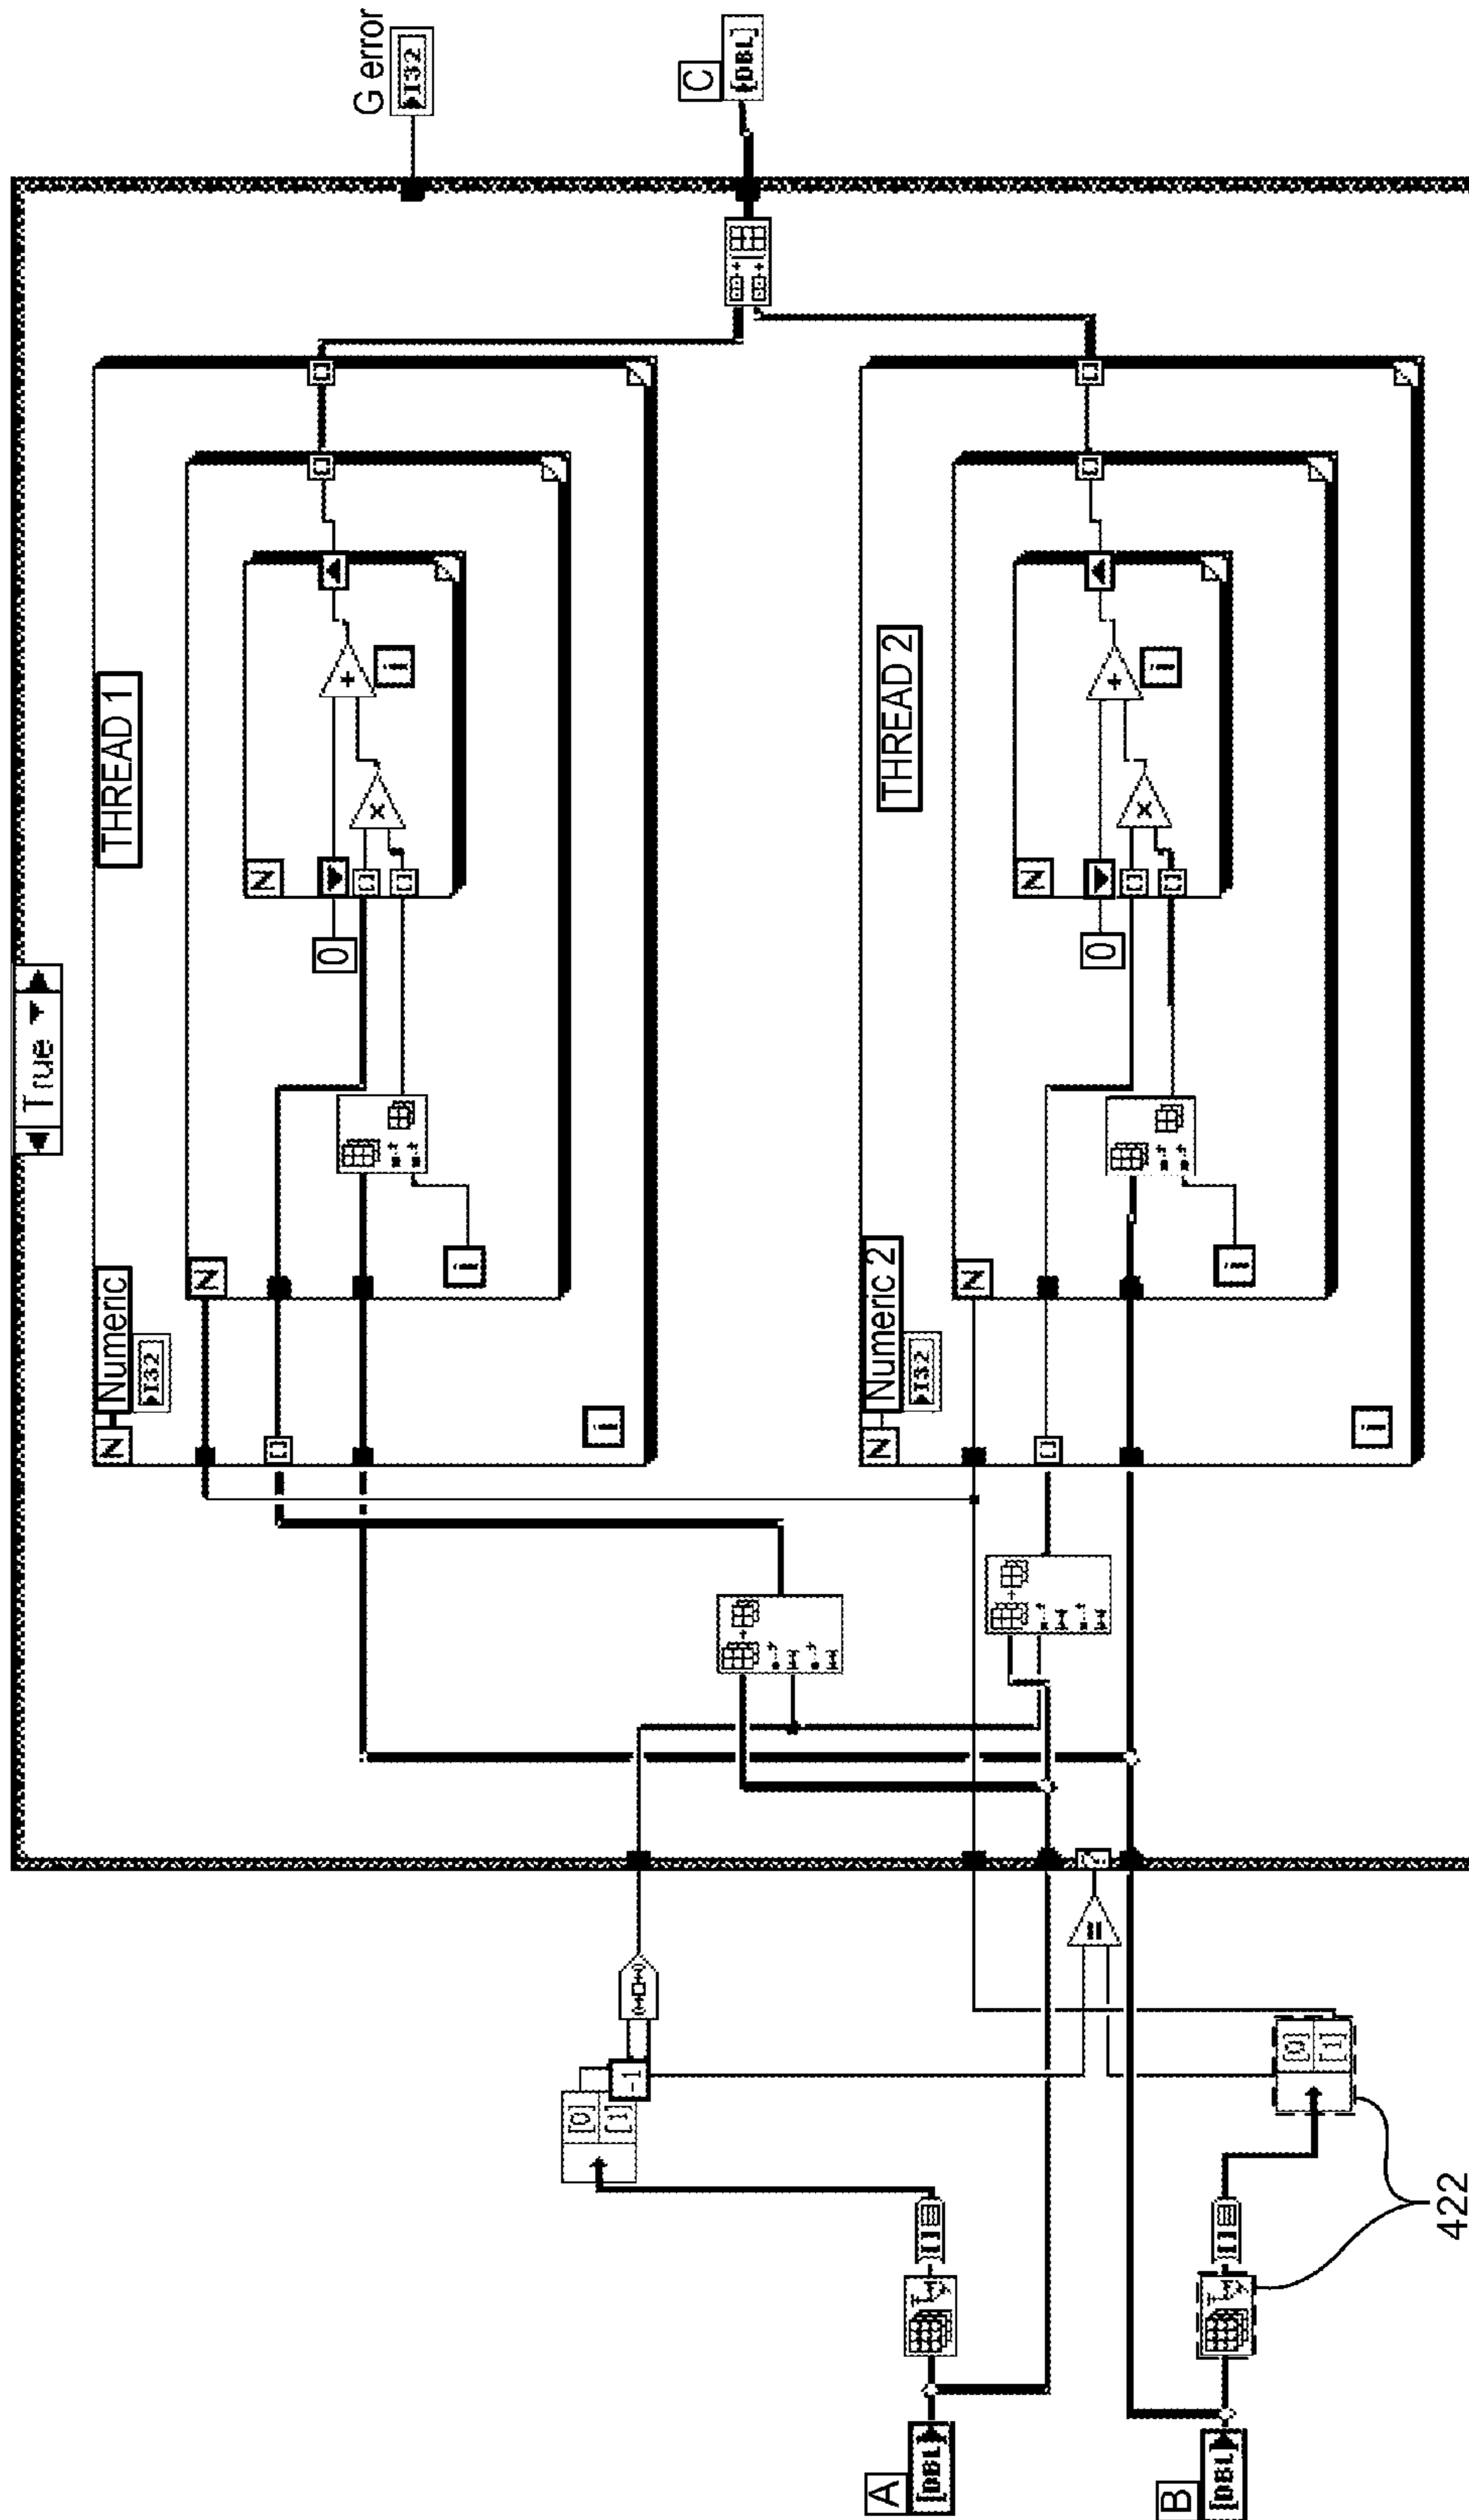 True
THREAD 1
Numeric
N
I32
N
N
0
×
+
i
i
i
THREAD 2
Numeric 2
N
I32
N
N
0
×
+
i
i
i
G error
I32
C
[DBL]
A
[DBL]
[0]
[1]
-1
=
?
B
[DBL]
[0]
[1]
422